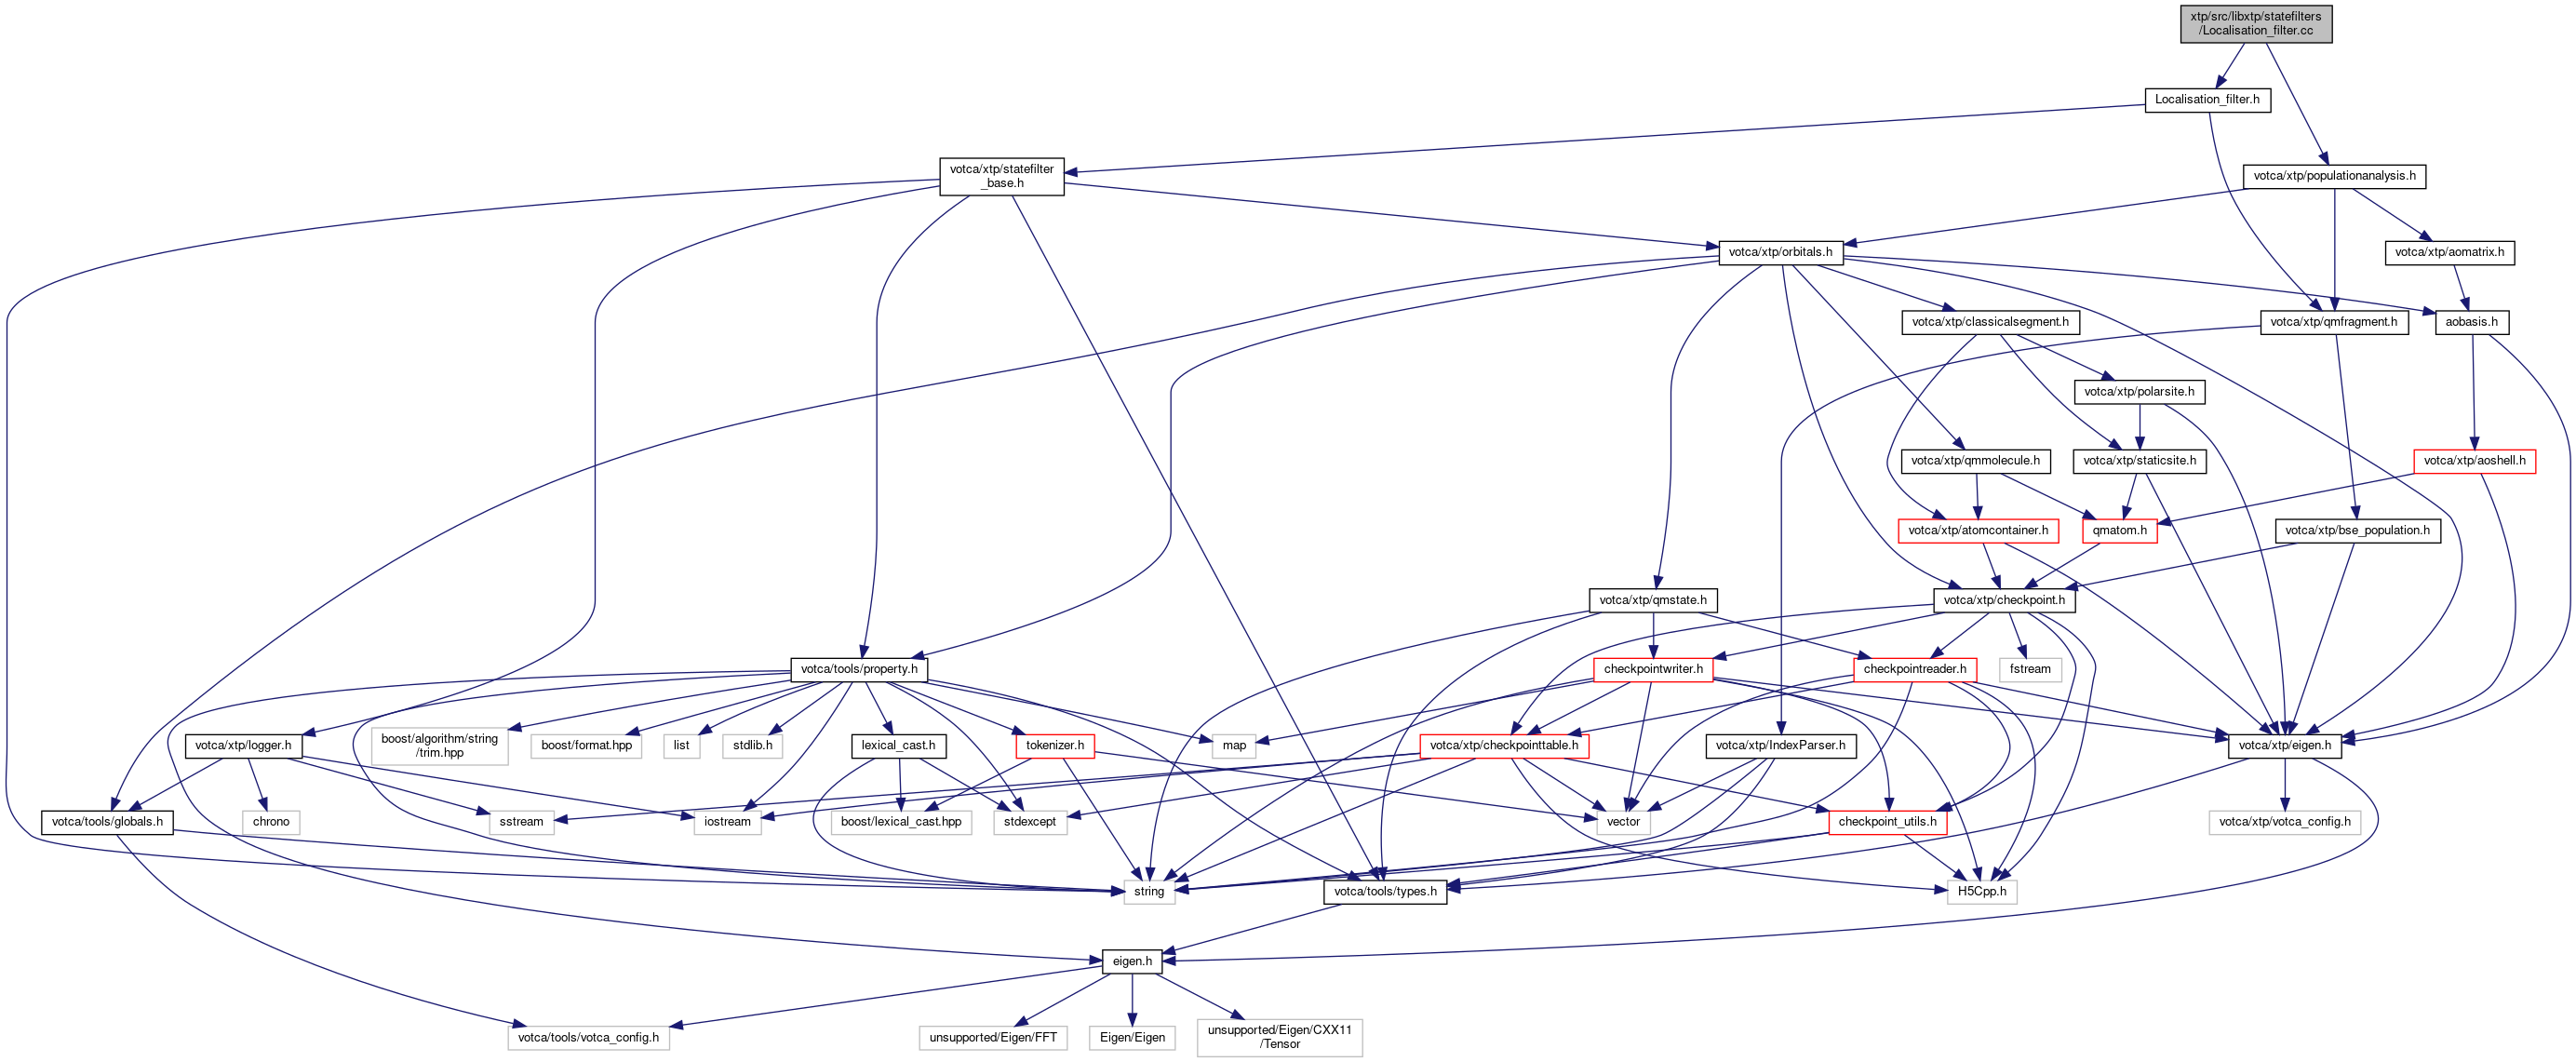 xtp/src/libxtp/statefilters
/Localisation_filter.cc
Localisation_filter.h
votca/xtp/statefilter
_base.h
votca/xtp/populationanalysis.h
votca/xtp/orbitals.h
votca/xtp/aomatrix.h
votca/xtp/classicalsegment.h
votca/xtp/qmfragment.h
aobasis.h
votca/xtp/polarsite.h
votca/xtp/qmmolecule.h
votca/xtp/staticsite.h
votca/xtp/aoshell.h
votca/xtp/atomcontainer.h
qmatom.h
votca/xtp/bse_population.h
votca/xtp/qmstate.h
votca/xtp/checkpoint.h
votca/tools/property.h
checkpointwriter.h
checkpointreader.h
fstream
votca/xtp/logger.h
boost/algorithm/string
/trim.hpp
boost/format.hpp
list
stdlib.h
lexical_cast.h
tokenizer.h
map
votca/xtp/checkpointtable.h
votca/xtp/IndexParser.h
votca/xtp/eigen.h
votca/tools/globals.h
chrono
sstream
iostream
boost/lexical_cast.hpp
stdexcept
vector
checkpoint_utils.h
votca/xtp/votca_config.h
string
votca/tools/types.h
H5Cpp.h
eigen.h
votca/tools/votca_config.h
unsupported/Eigen/FFT
Eigen/Eigen
unsupported/Eigen/CXX11
/Tensor